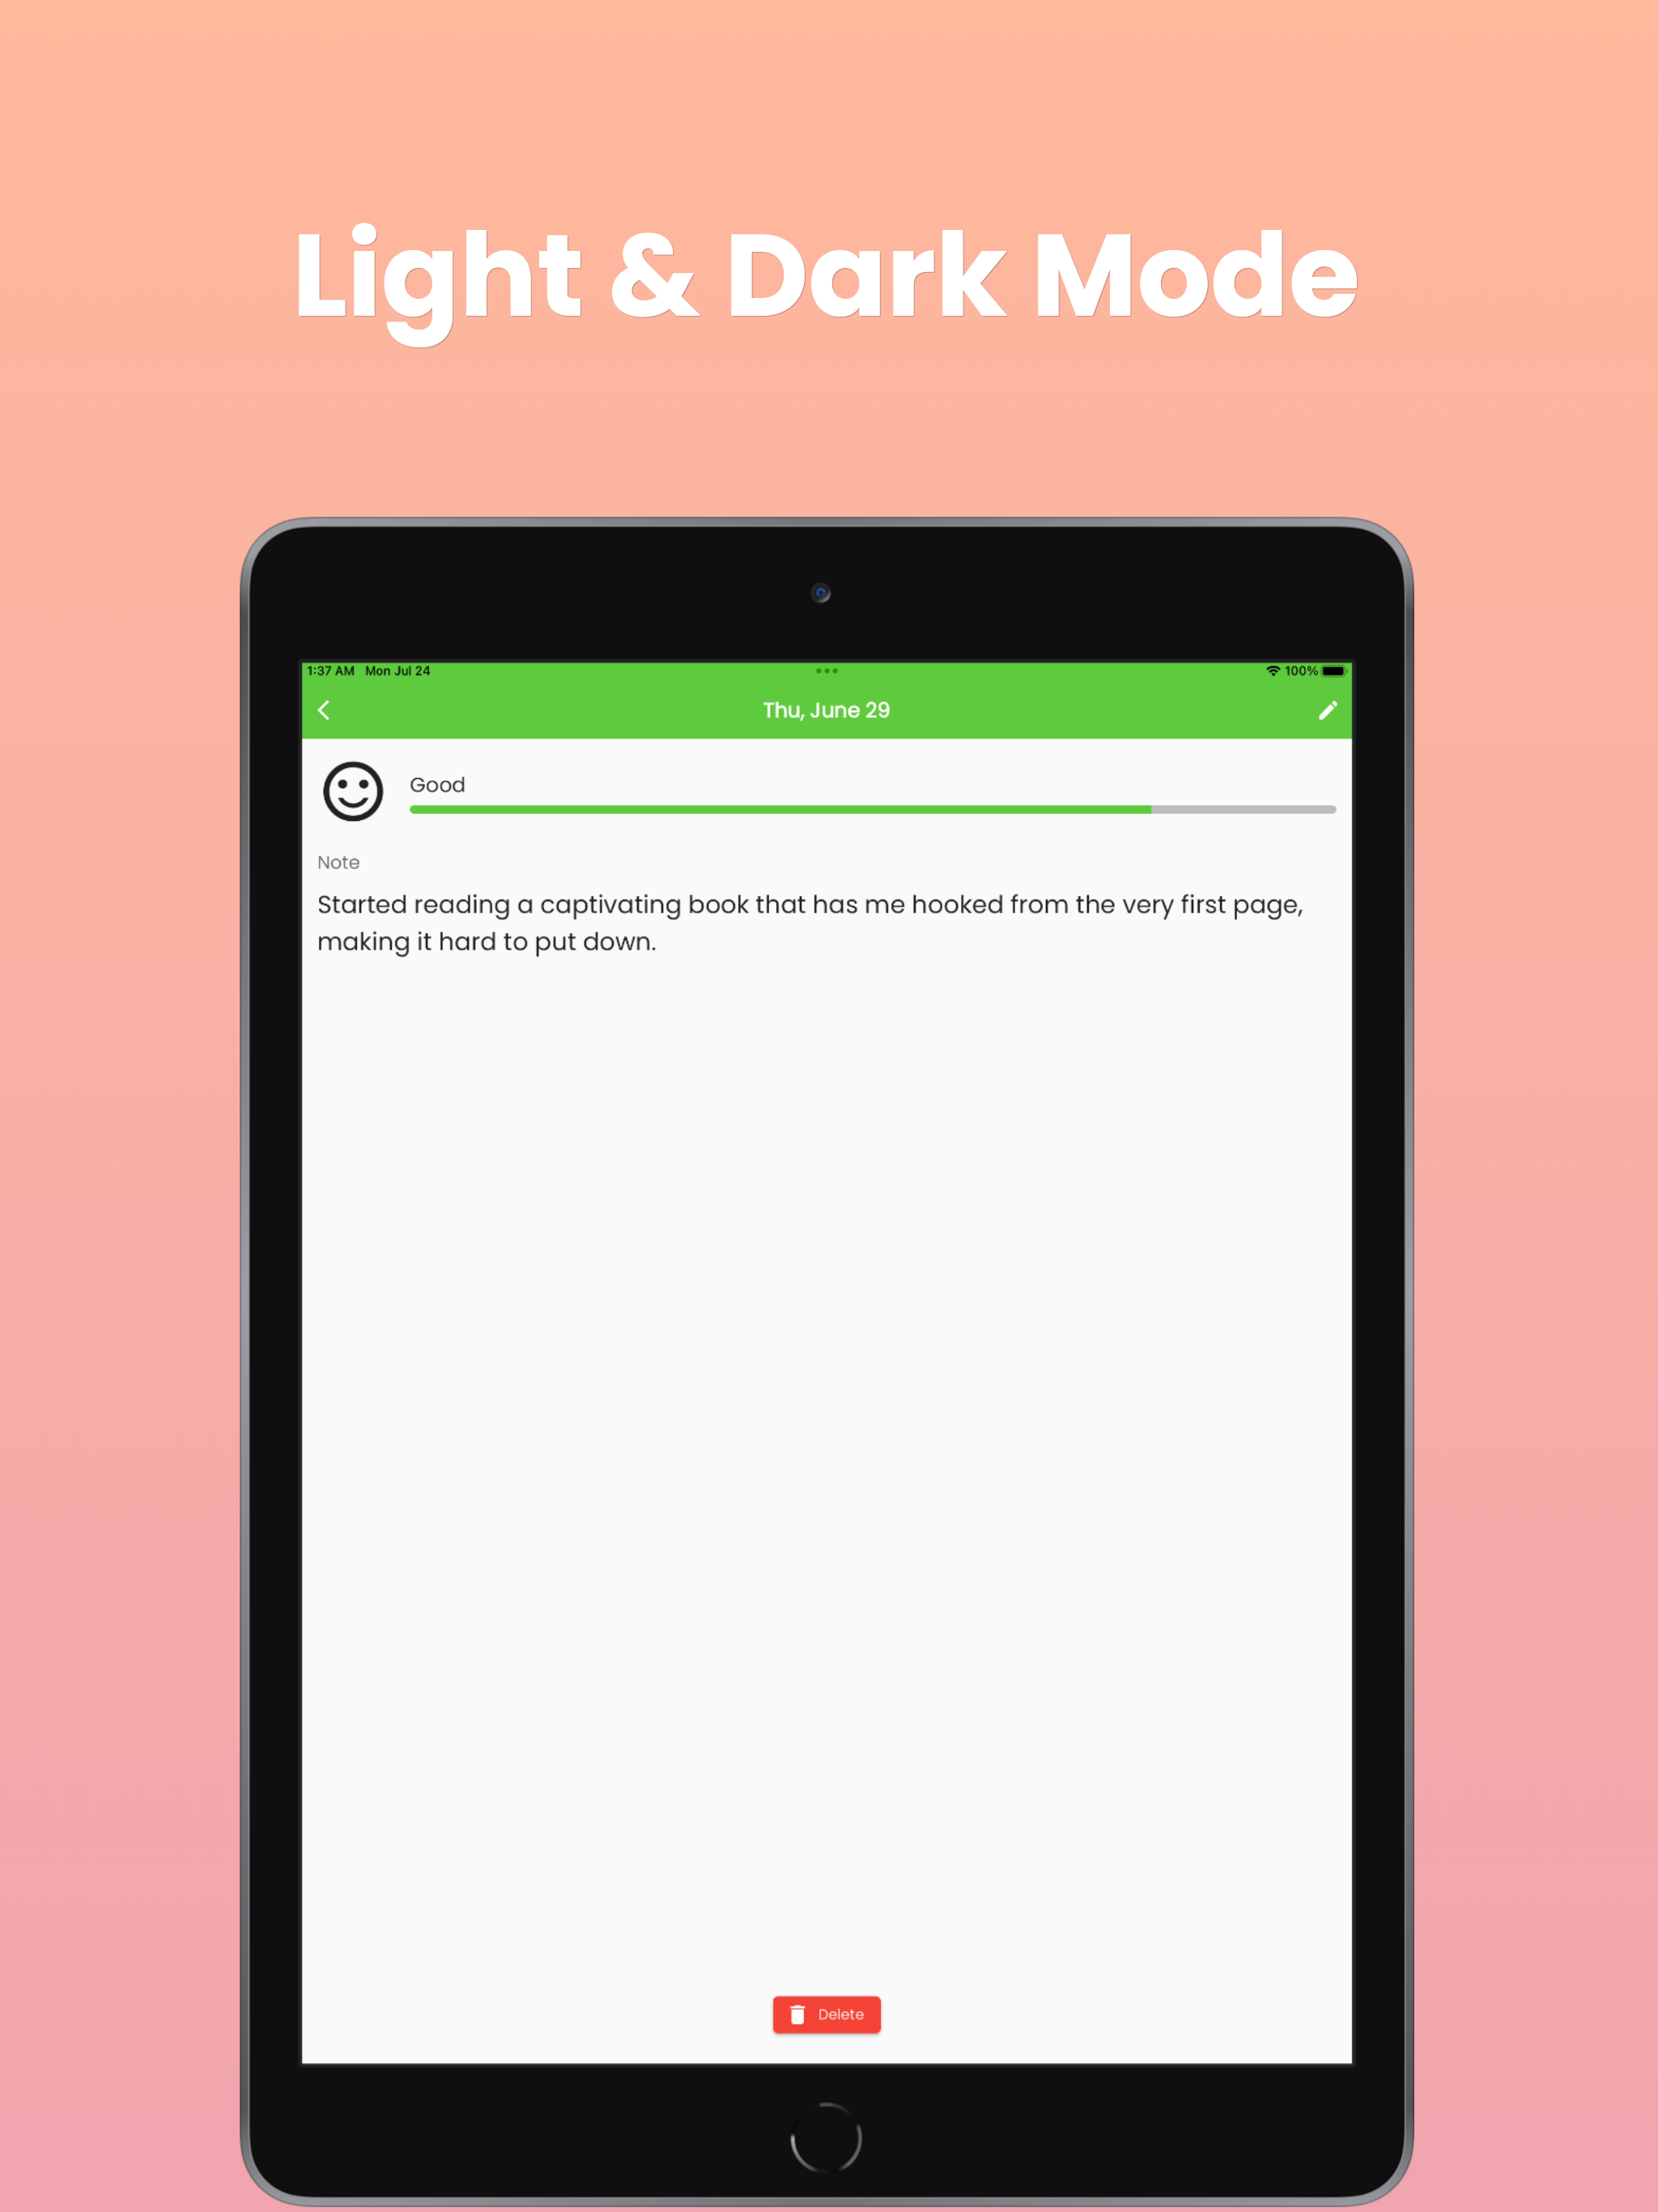 Light & Dark Mode
1:37 AM Mon Jul 24
100%
Thu, June 29
Good
Note
Started reading a captivating book that has me hooked from the very first page,
making it hard to put down.
Delete